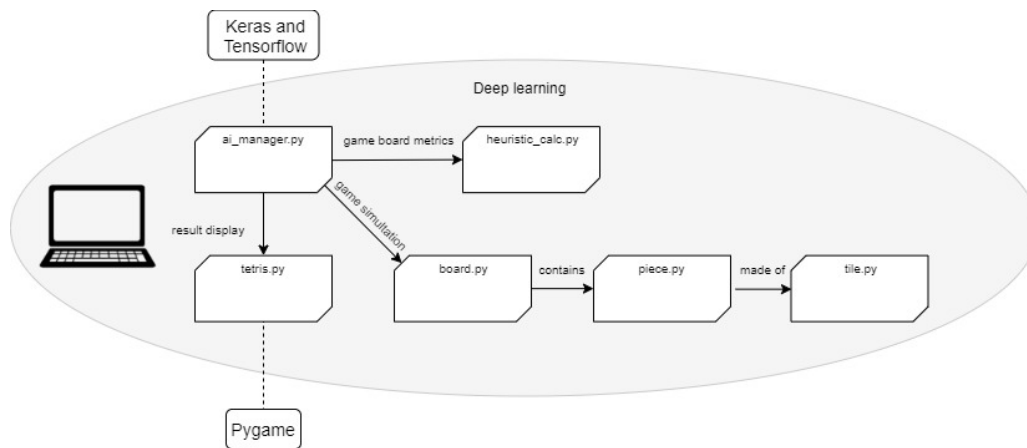 Keras and
Tensorflow
Deep learning
ai_manager.py
game board metrics
heuristic_calc.py
game simultation
result display
tetris.py
board.py
contains
piece.py
made of
tile.py
Pygame